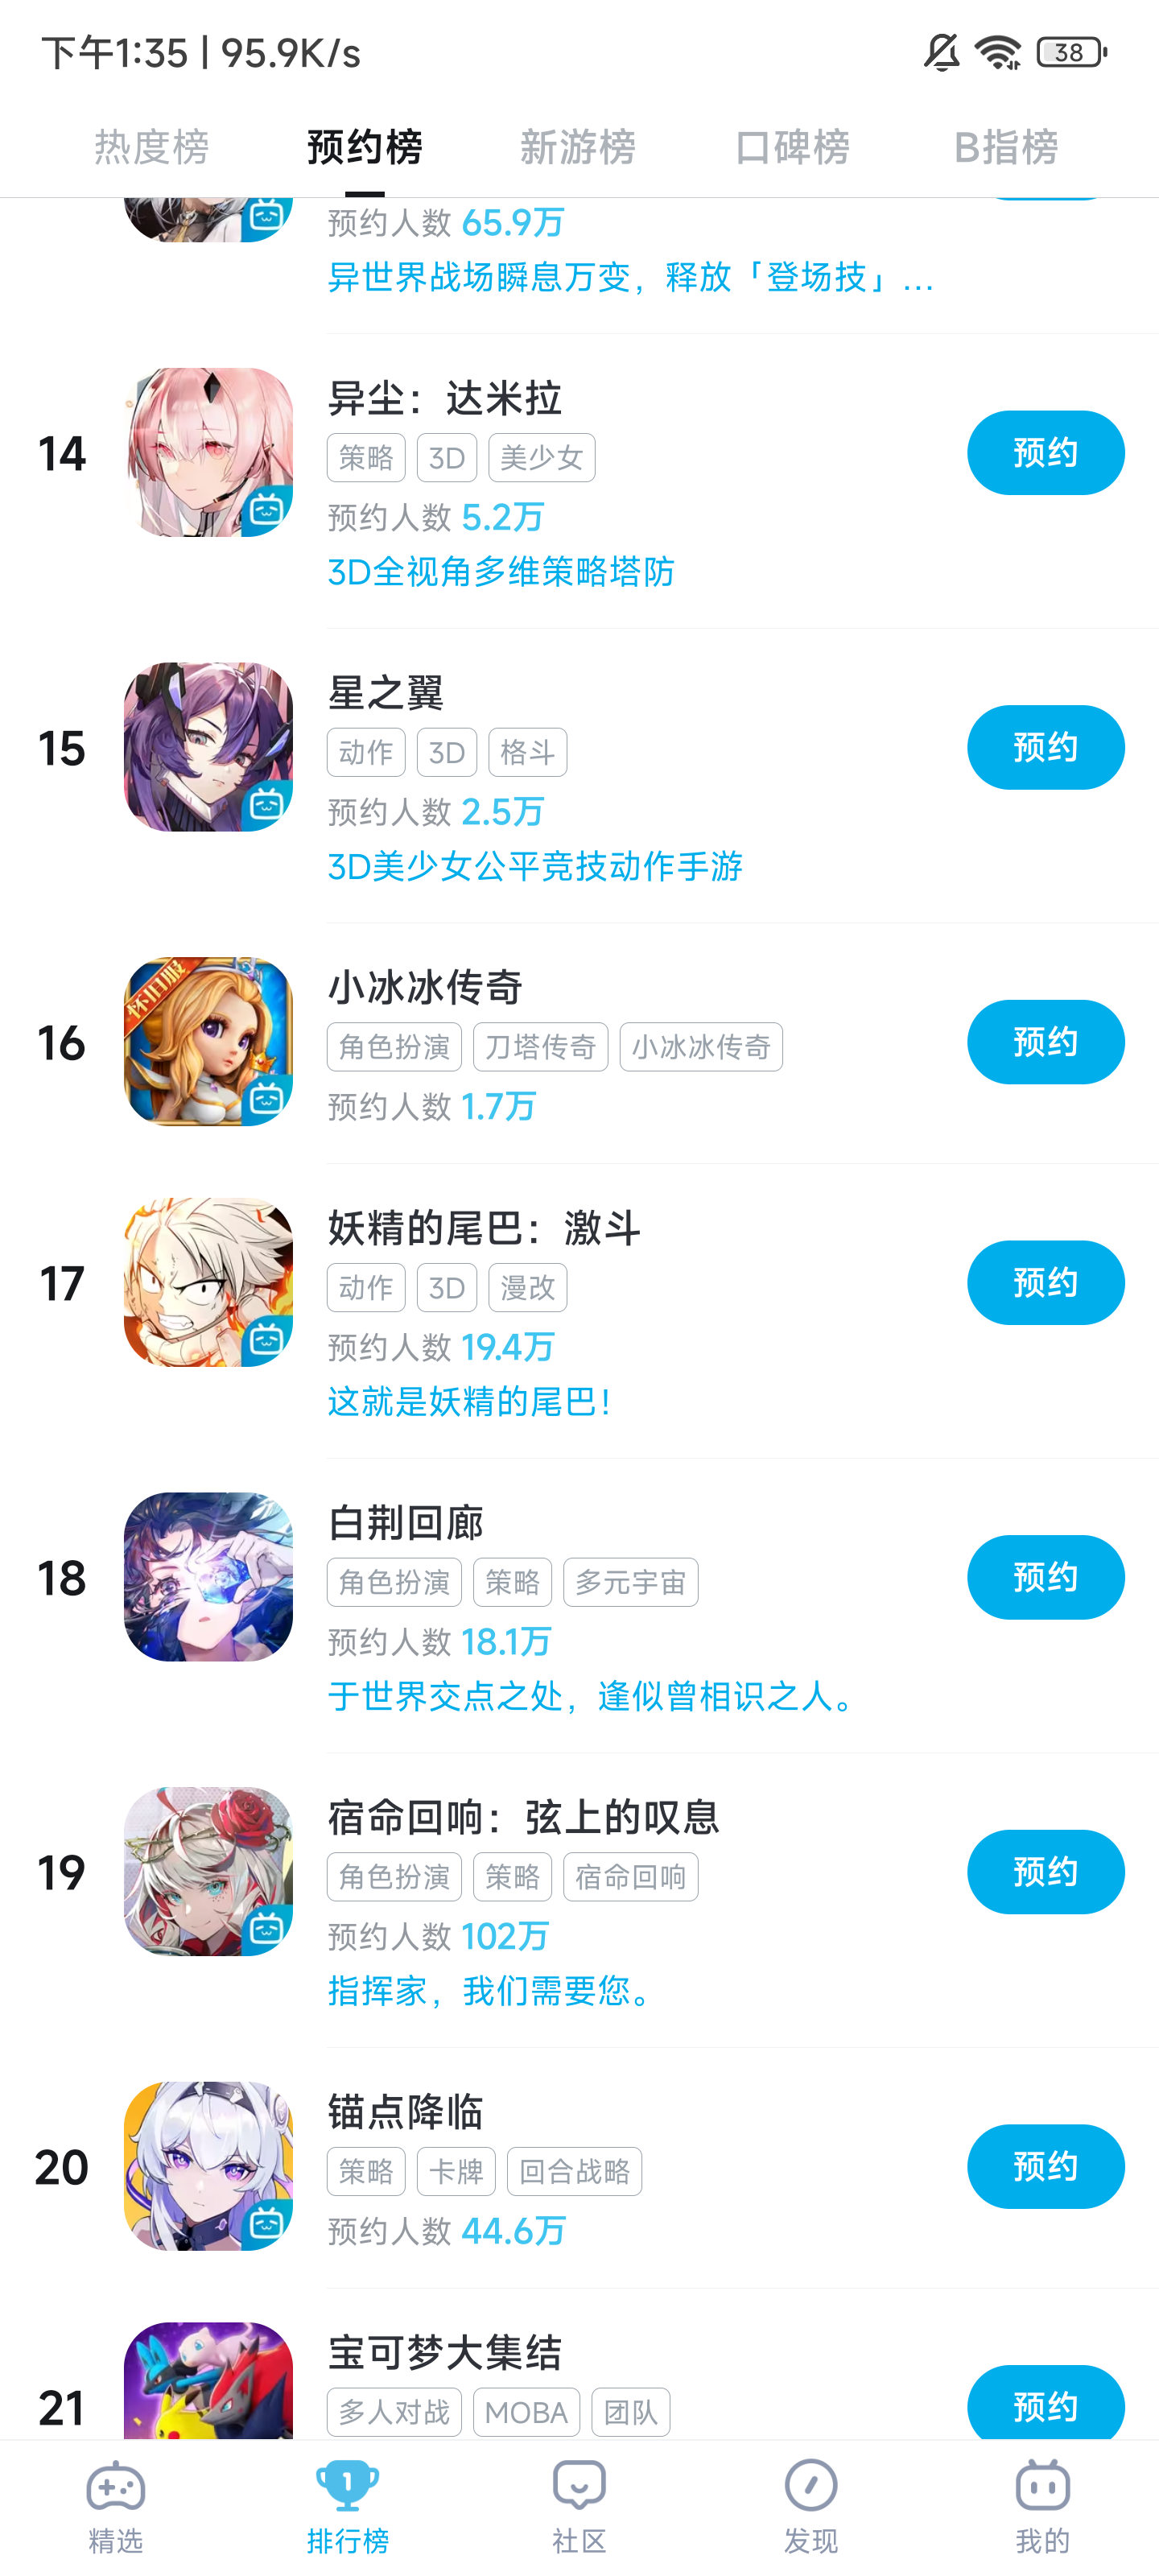 下午1:35 | 95.9K/s
38
热度榜 预约榜 新游榜 口碑榜 B指榜
预约人数 65.9万
异世界战场瞬息万变，释放「登场技」...
14
异尘：达米拉
策略 3D 美少女
预约人数 5.2万
3D全视角多维策略塔防
预约
15
星之翼
动作 3D 格斗
预约人数 2.5万
3D美少女公平竞技动作手游
预约
16
怀旧服
小冰冰传奇
角色扮演 刀塔传奇 小冰冰传奇
预约人数 1.7万
预约
17
妖精的尾巴：激斗
动作 3D 漫改
预约人数 19.4万
这就是妖精的尾巴！
预约
18
白荆回廊
角色扮演 策略 多元宇宙
预约人数 18.1万
于世界交点之处，逢似曾相识之人。
预约
19
宿命回响：弦上的叹息
角色扮演 策略 宿命回响
预约人数 102万
指挥家，我们需要您。
预约
20
锚点降临
策略 卡牌 回合战略
预约人数 44.6万
预约
21
宝可梦大集结
多人对战 MOBA 团队
预约
1
精选 排行榜 社区 发现 我的